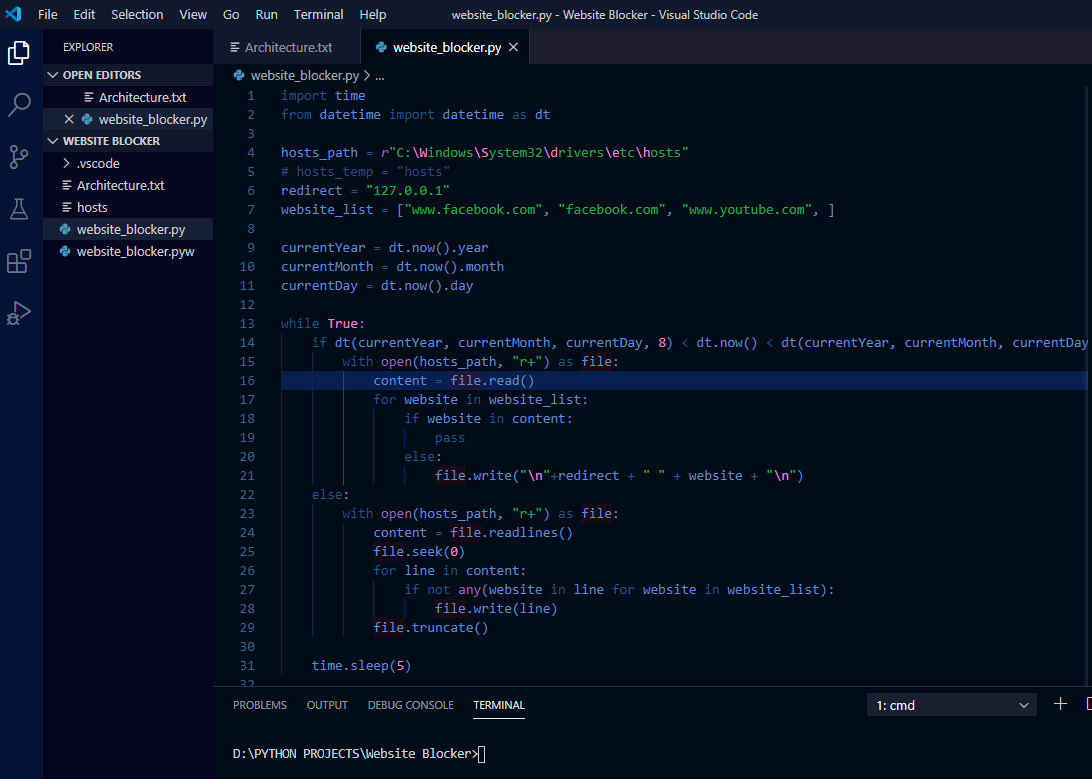 File Edit Selection View Go Run Terminal Help website_blocker.py - Website Blocker - Visual Studio Code
EXPLORER
OPEN EDITORS
Architecture.txt
website_blocker.py
WEBSITE BLOCKER
.vscode
Architecture.txt
hosts
website_blocker.py
website_blocker.pyw
Architecture.txt website_blocker.py
website_blocker.py > ...
1 import time
2 from datetime import datetime as dt
3
4 hosts_path = r"C:\Windows\System32\drivers\etc\hosts"
5 # hosts_temp = "hosts"
6 redirect = "127.0.0.1"
7 website_list = ["www.facebook.com", "facebook.com", "www.youtube.com", ]
8
9 currentYear = dt.now().year
10 currentMonth = dt.now().month
11 currentDay = dt.now().day
12
13 while True:
14 if dt(currentYear, currentMonth, currentDay, 8) < dt.now() < dt(currentYear, currentMonth, currentDay
15 with open(hosts_path, "r+") as file:
16 content = file.read()
17 for website in website_list:
18 if website in content:
19 pass
20 else:
21 file.write("\n"+redirect + " " + website + "\n")
22 else:
23 with open(hosts_path, "r+") as file:
24 content = file.readlines()
25 file.seek(0)
26 for line in content:
27 if not any(website in line for website in website_list):
28 file.write(line)
29 file.truncate()
30
31 time.sleep(5)
32
PROBLEMS OUTPUT DEBUG CONSOLE TERMINAL 1: cmd
D:\PYTHON PROJECTS\Website Blocker>